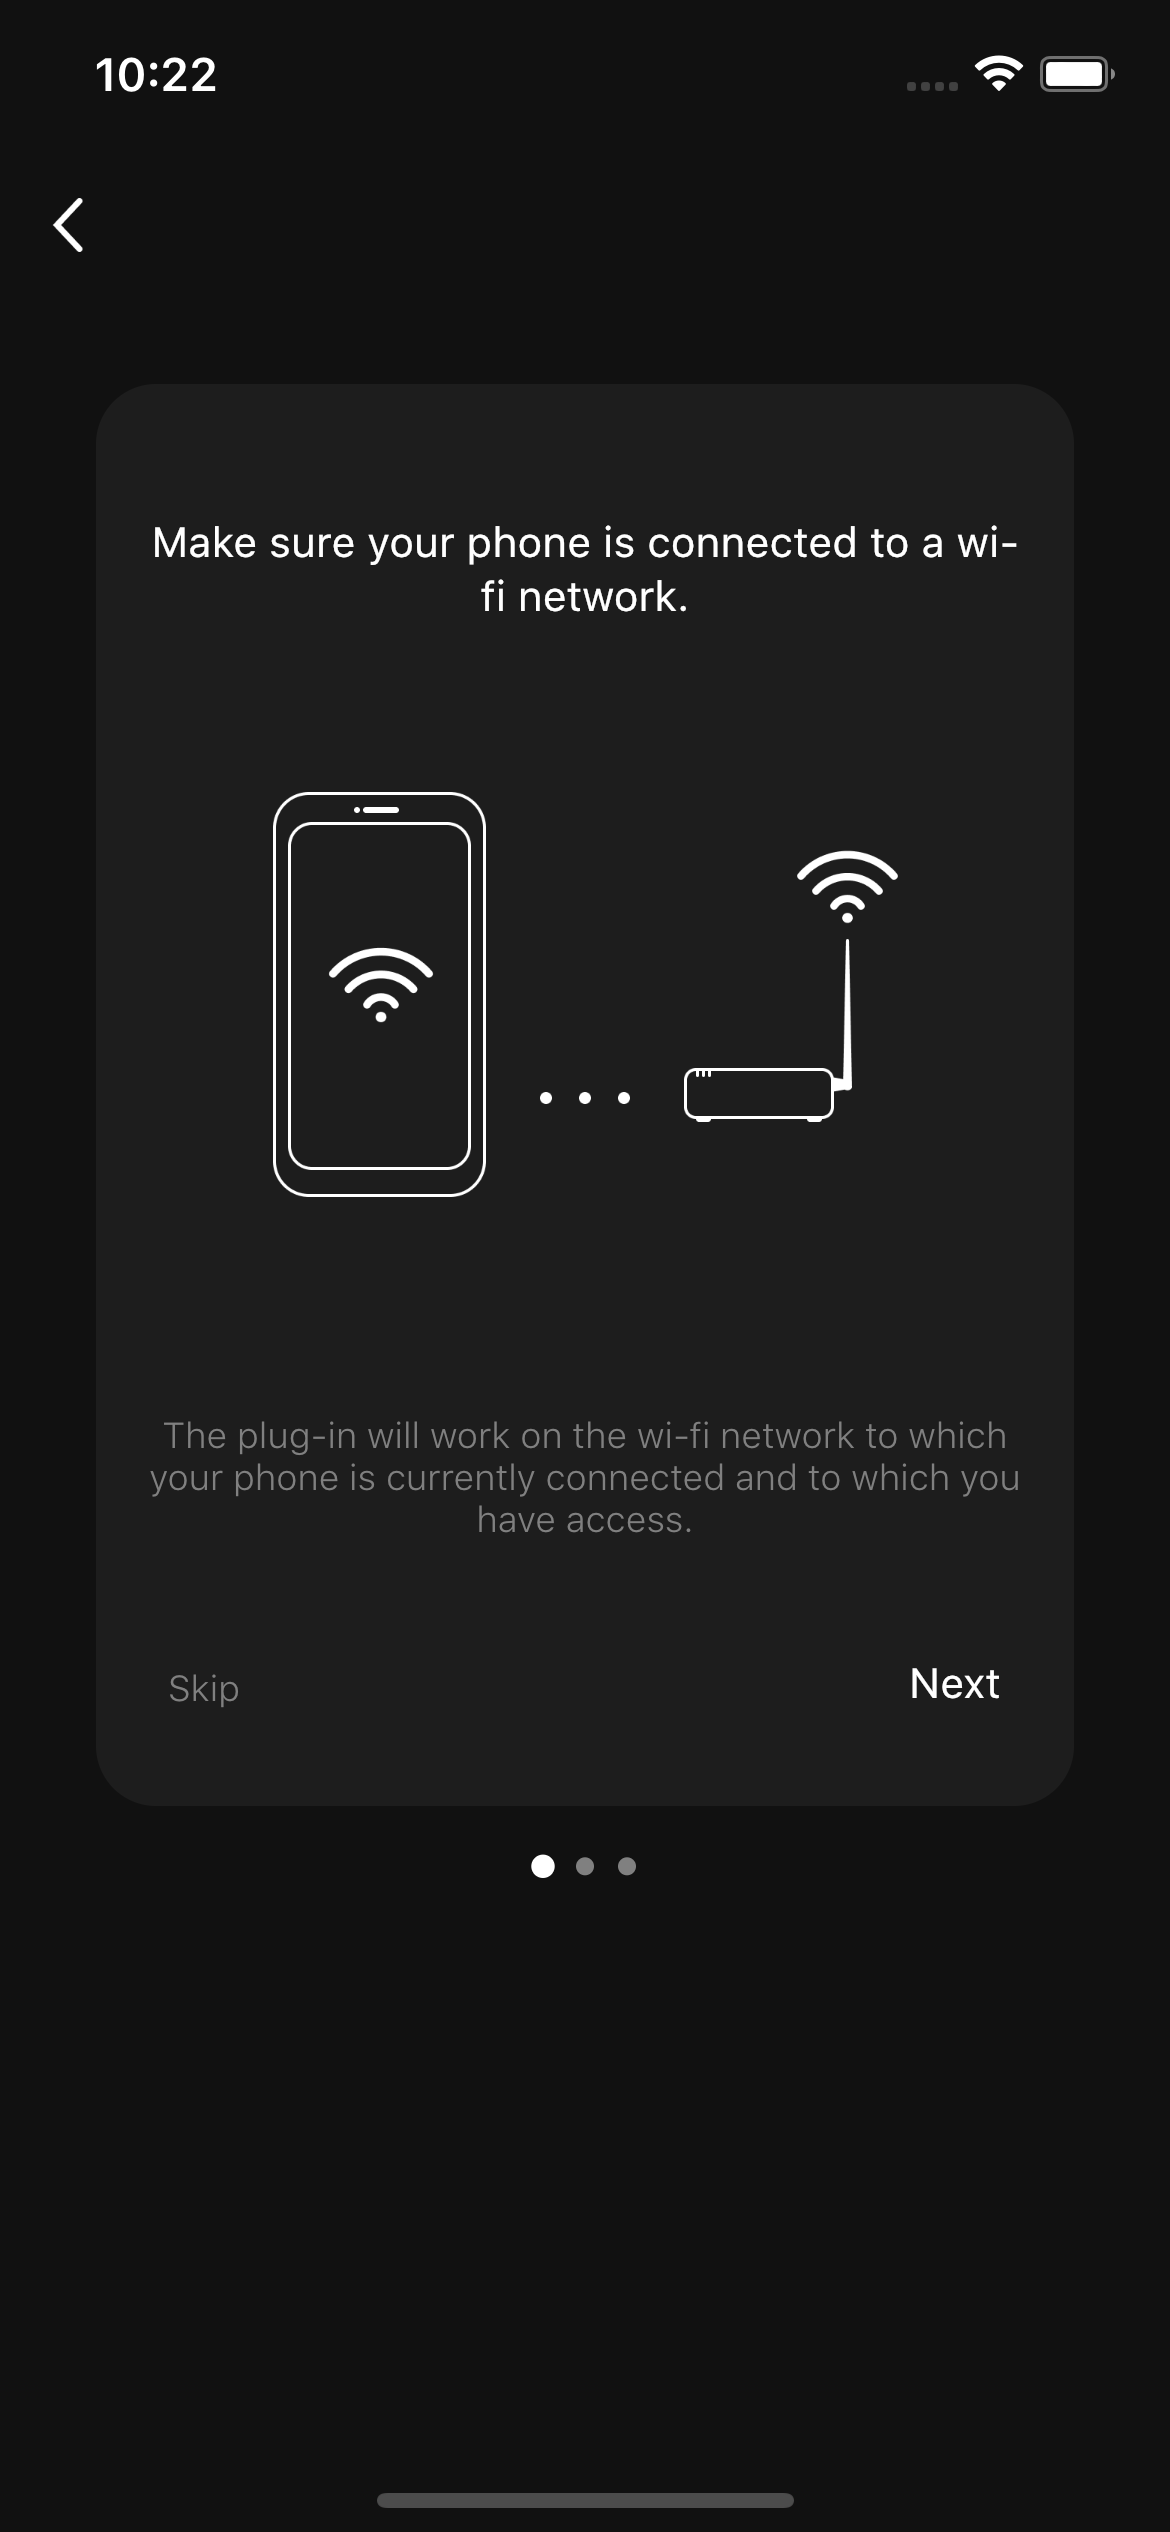 10:22
Make sure your phone is connected to a wi-
fi network.
The plug-in will work on the wi-fi network to which
your phone is currently connected and to which you
have access.
Skip
Next